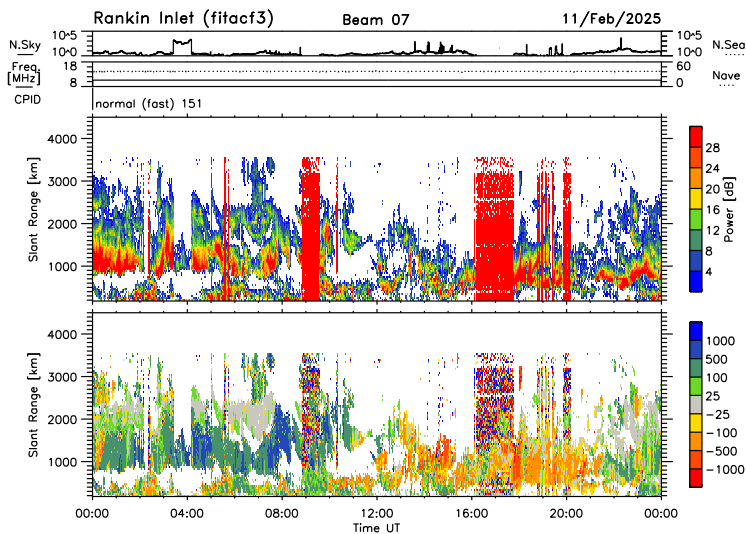 Rankin Inlet (fitacf3) Beam 07 11/Feb/2025
N.Sky 10^5 10^0 10^5 10^0 N.Sea
Freq. [MHz] 18 8 60 0 Nave
CPID normal (fast) 151
Slant Range [km] 4000 3000 2000 1000
Power [dB] 28 24 20 16 12 8 4
Slant Range [km] 4000 3000 2000 1000
1000 500 100 25 -25 -100 -500 -1000
00:00 04:00 08:00 12:00 16:00 20:00 00:00
Time UT